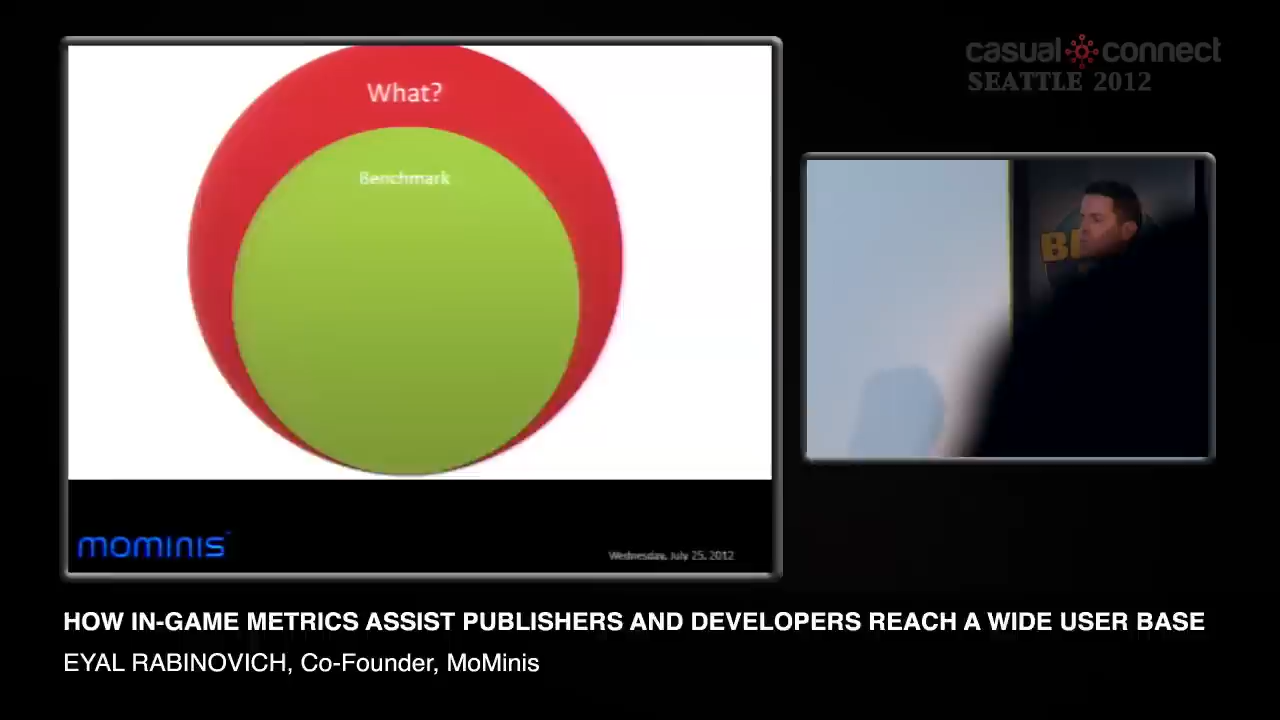 casual connect
SEATTLE 2012
What?
Benchmark
mominis
Wednesday, July 25, 2012
HOW IN-GAME METRICS ASSIST PUBLISHERS AND DEVELOPERS REACH A WIDE USER BASE
EYAL RABINOVICH, Co-Founder, MoMinis